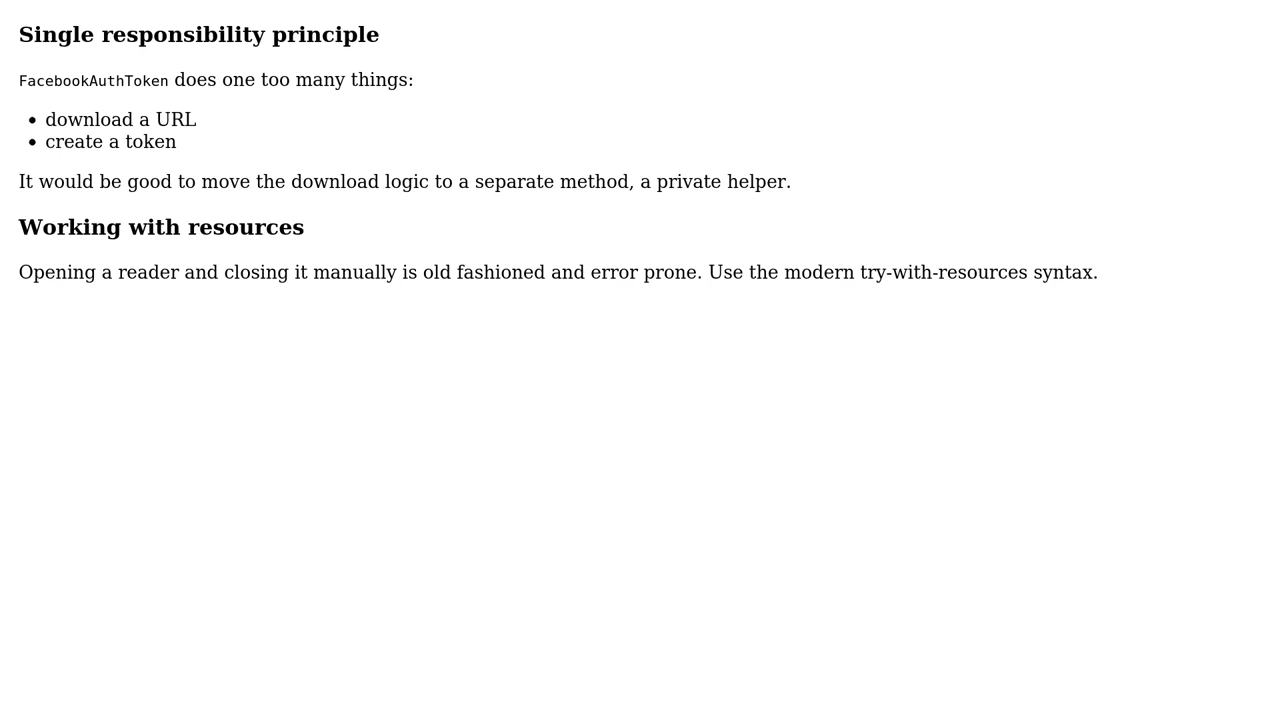 Single responsibility principle
FacebookAuthToken does one too many things:
• download a URL
• create a token
It would be good to move the download logic to a separate method, a private helper.
Working with resources
Opening a reader and closing it manually is old fashioned and error prone. Use the modern try-with-resources syntax.